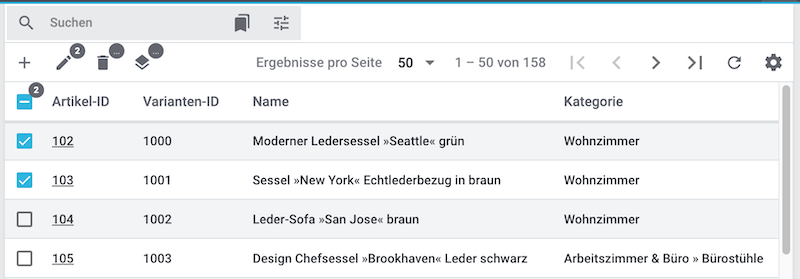 Suchen
2 ... ...
Ergebnisse pro Seite 50 1 – 50 von 158
2
Artikel-ID Varianten-ID Name Kategorie
102 1000 Moderner Ledersessel »Seattle« grün Wohnzimmer
103 1001 Sessel »New York« Echtlederbezug in braun Wohnzimmer
104 1002 Leder-Sofa »San Jose« braun Wohnzimmer
105 1003 Design Chefsessel »Brookhaven« Leder schwarz Arbeitszimmer & Büro » Bürostühle